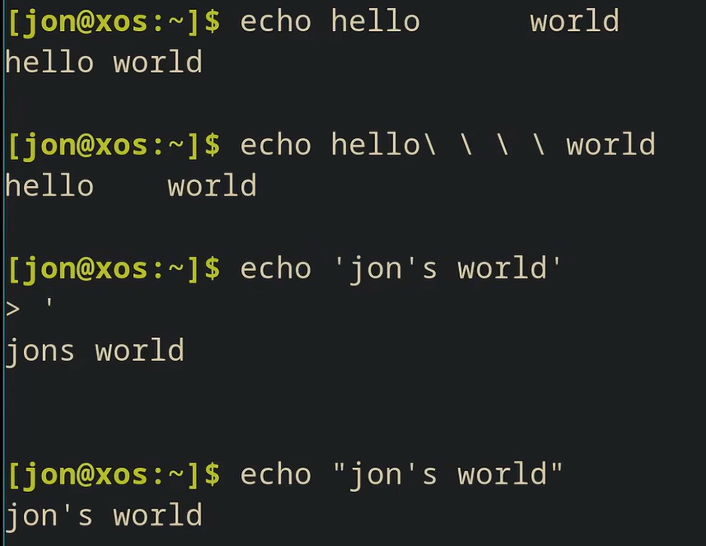 [jon@xos:~]$ echo hello      world
hello world
[jon@xos:~]$ echo hello\ \ \ \ world
hello    world
[jon@xos:~]$ echo 'jon's world'
> '
jons world
[jon@xos:~]$ echo "jon's world"
jon's world